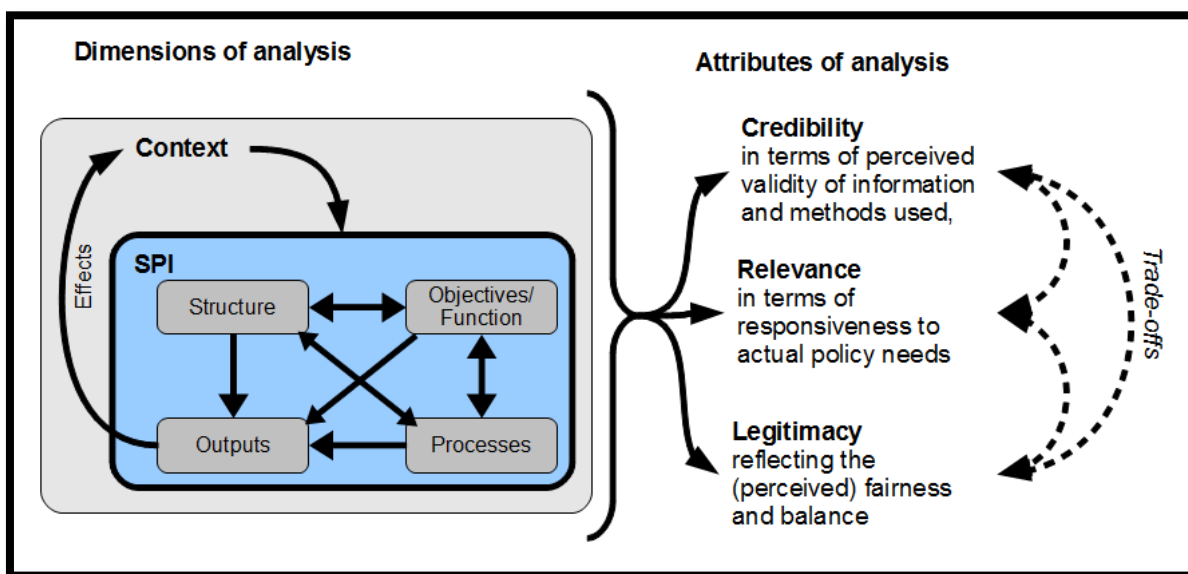 Dimensions of analysis
Attributes of analysis
Context
Effects
SPI
Structure
Objectives/
Function
Outputs
Processes
Credibility
in terms of perceived
validity of information
and methods used,
Relevance
in terms of
responsiveness to
actual policy needs
Legitimacy
reflecting the
(perceived) fairness
and balance
Trade-offs